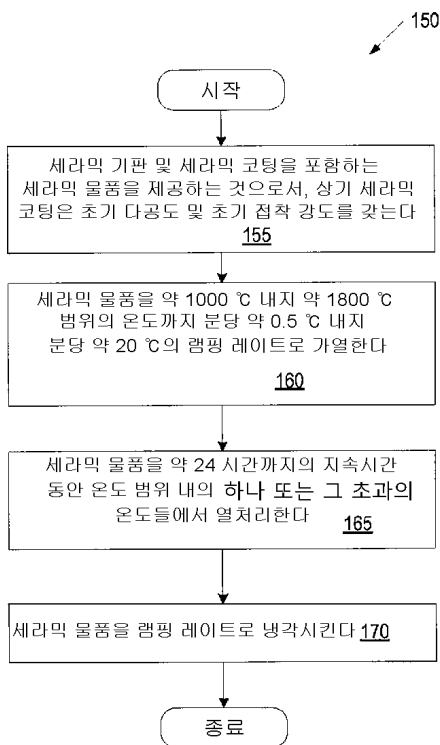 150
시작
세라믹 기판 및 세라믹 코팅을 포함하는
세라믹 물품을 제공하는 것으로서, 상기 세라믹
코팅은 초기 다공도 및 초기 접착 강도를 갖는다
155
세라믹 물품을 약 1000 ℃ 내지 약 1800 ℃
범위의 온도까지 분당 약 0.5 ℃ 내지
분당 약 20 ℃의 램핑 레이트로 가열한다
160
세라믹 물품을 약 24 시간까지의 지속시간
동안 온도 범위 내의 하나 또는 그 초과의
온도들에서 열처리한다 165
세라믹 물품을 램핑 레이트로 냉각시킨다 170
종료